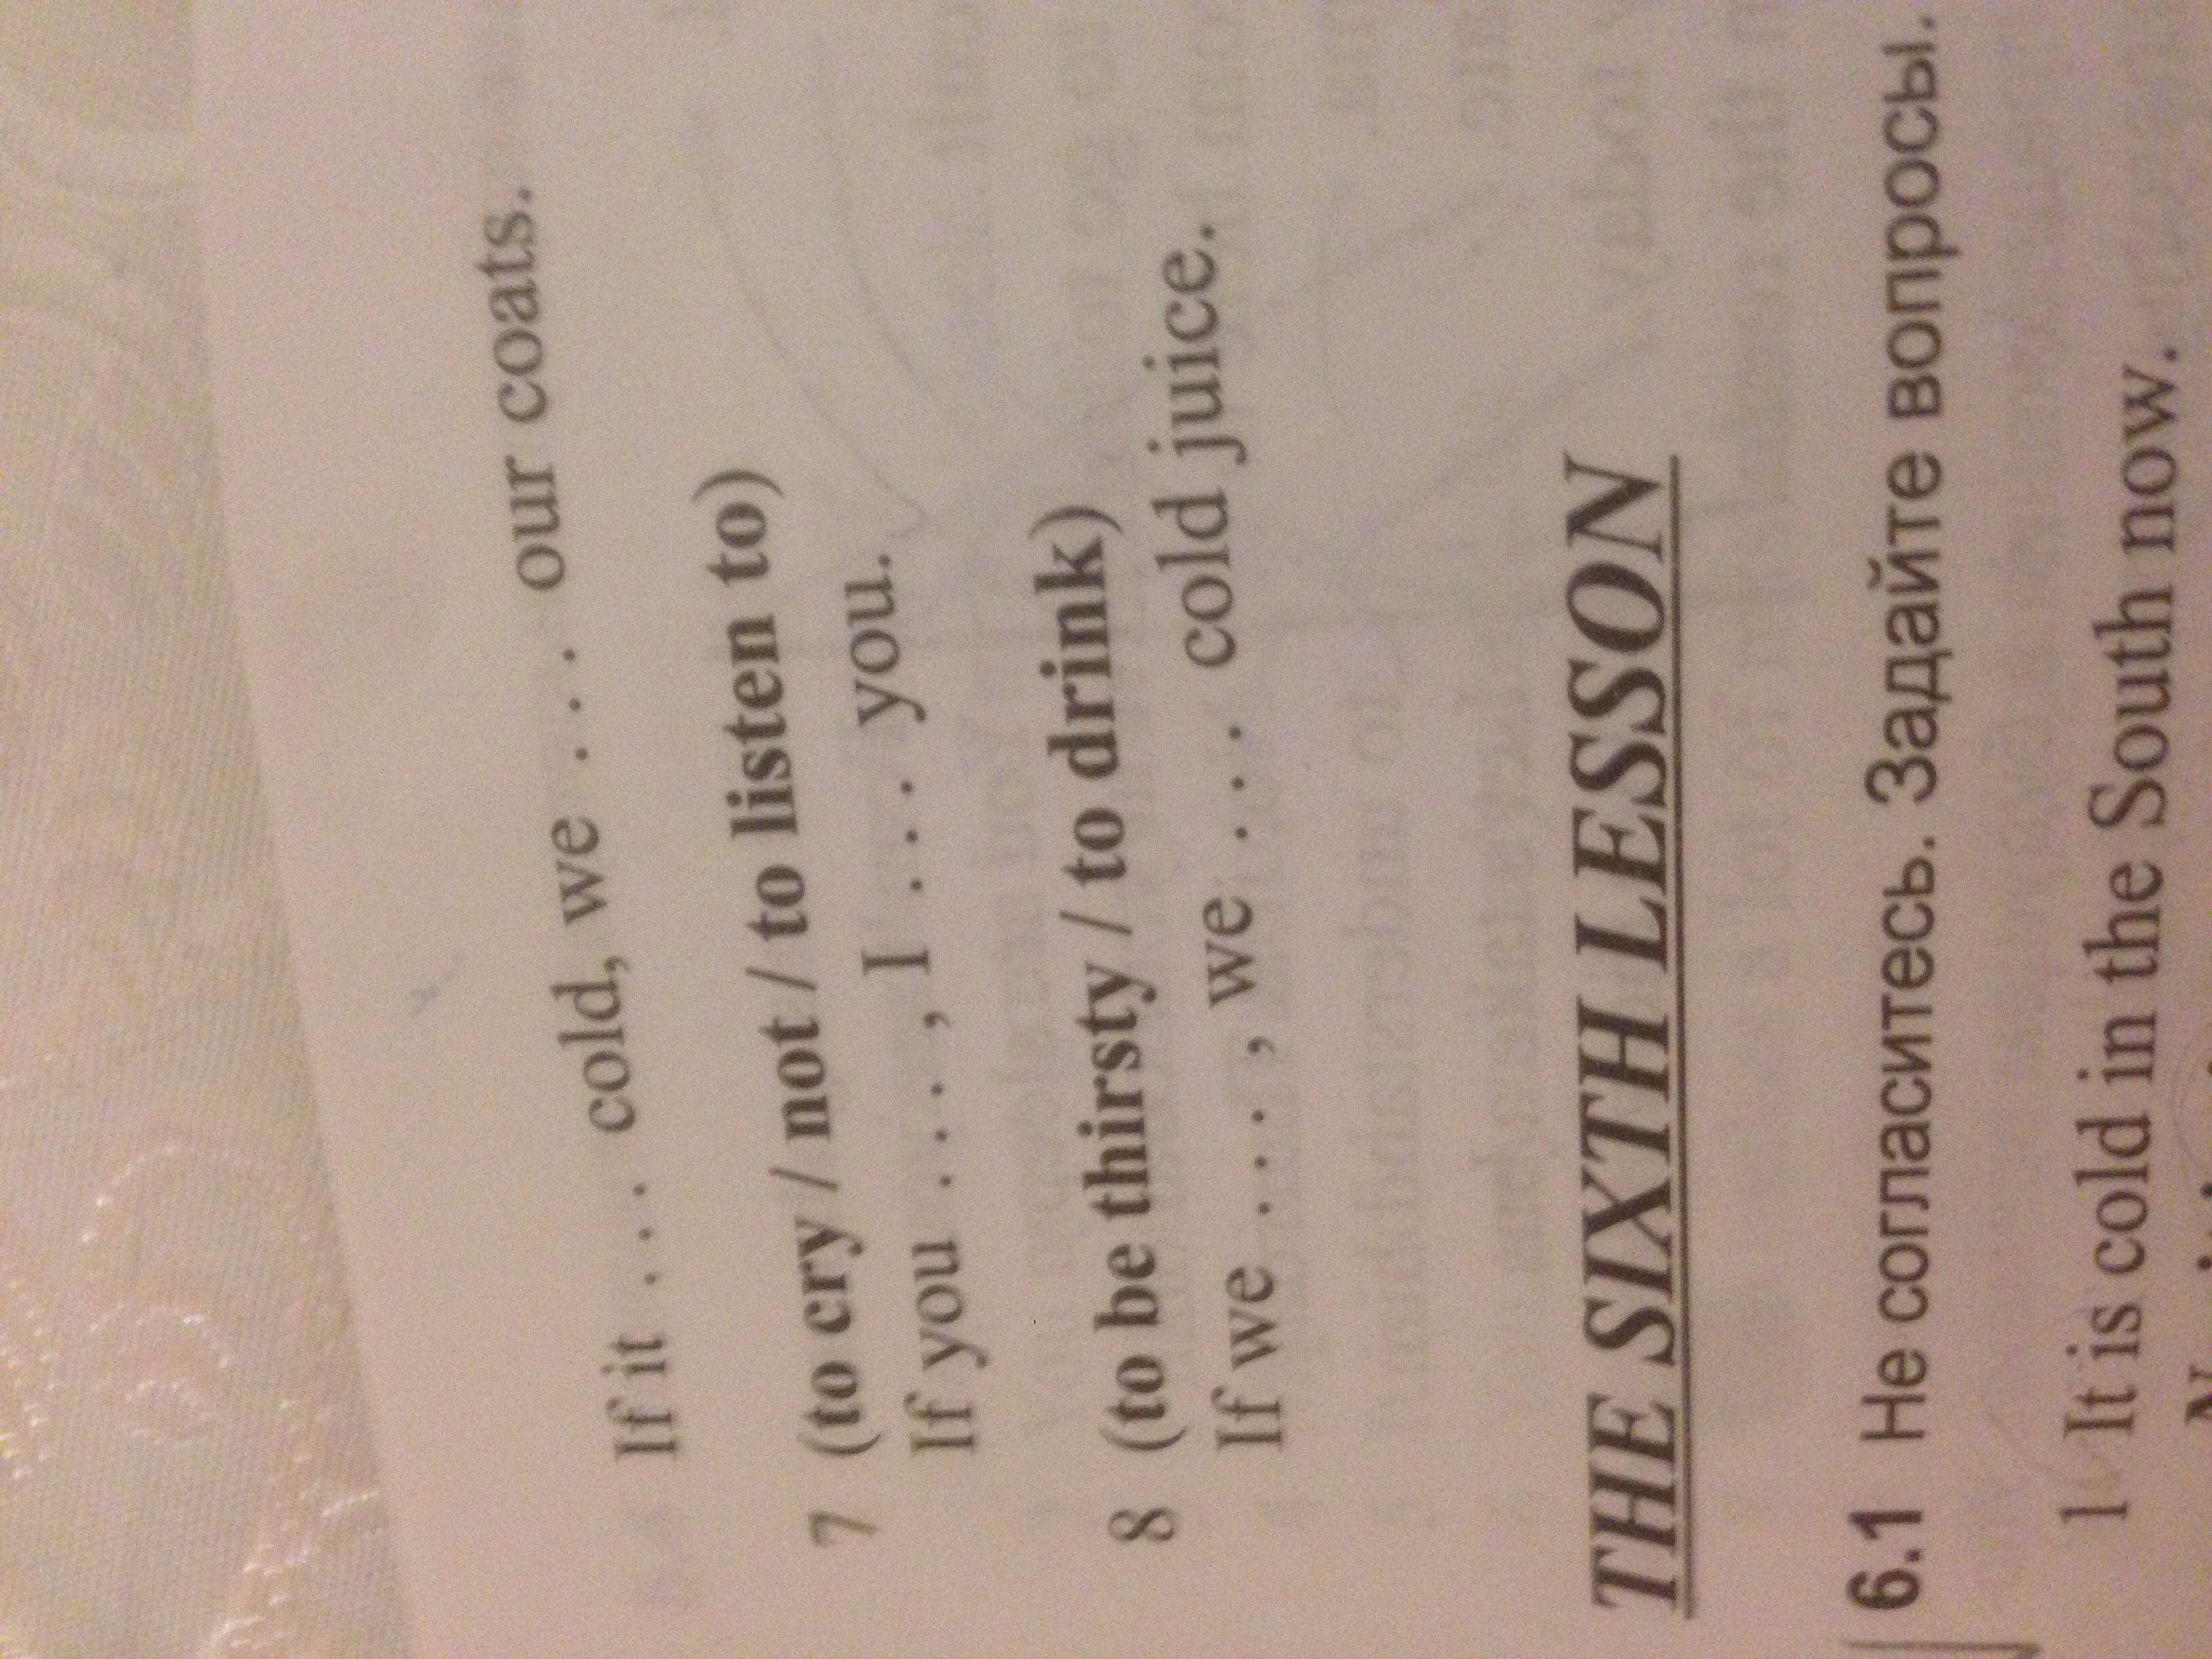 If it . . . cold, we . . . our coats.
7 (to cry / not / to listen to)
If you . . . , I . . . you.
8 (to be thirsty / to drink)
If we . . . , we . . . cold juice.
THE SIXTH LESSON
6.1 Не согласитесь. Задайте вопросы.
1 It is cold in the South now.